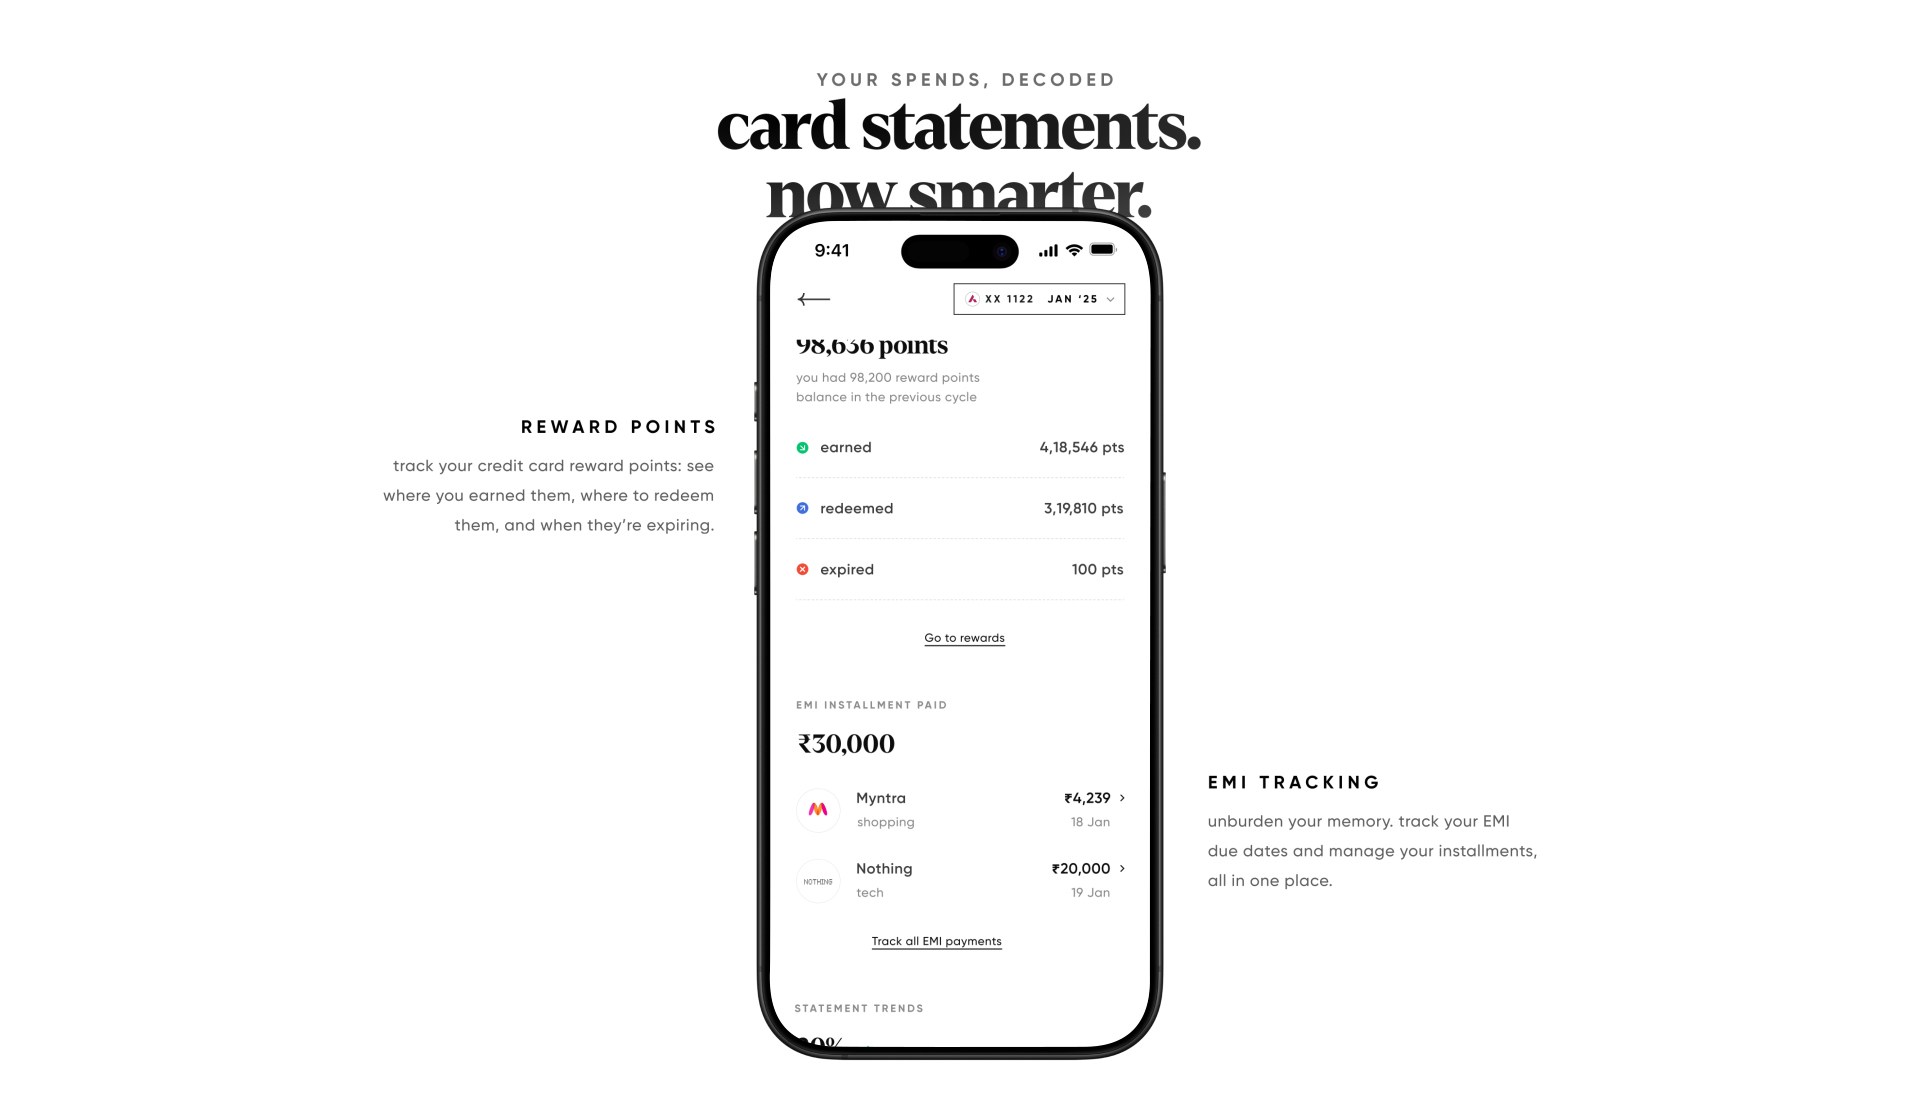 YOUR SPENDS, DECODED
card statements.
now smarter.
9:41
XX 1122 JAN ‘25
98,636 points
you had 98,200 reward points
balance in the previous cycle
earned 4,18,546 pts
redeemed 3,19,810 pts
expired 100 pts
Go to rewards
REWARD POINTS
track your credit card reward points: see
where you earned them, where to redeem
them, and when they’re expiring.
EMI INSTALLMENT PAID
₹30,000
Myntra ₹4,239
shopping 18 Jan
NOTHING
Nothing ₹20,000
tech 19 Jan
Track all EMI payments
EMI TRACKING
unburden your memory. track your EMI
due dates and manage your installments,
all in one place.
STATEMENT TRENDS